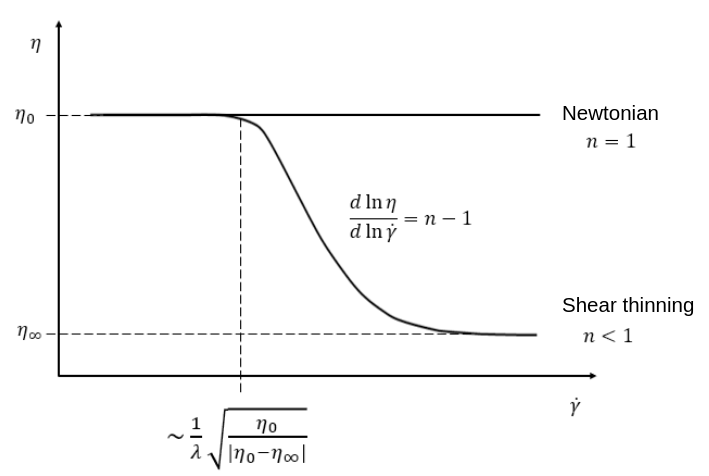 η
η₀
Newtonian
n = 1
d ln η / d ln γ̇ = n − 1
Shear thinning
η∞
n < 1
γ̇
~ 1/λ √(η₀ / |η₀−η∞|)